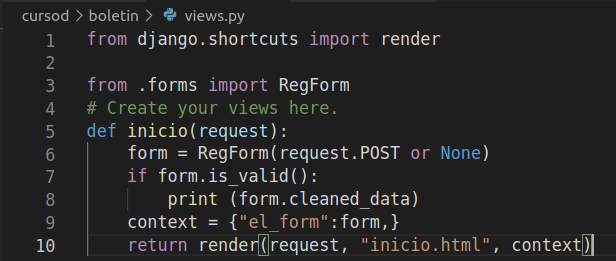 cursod > boletin > views.py
1 from django.shortcuts import render
2
3 from .forms import RegForm
4 # Create your views here.
5 def inicio(request):
6     form = RegForm(request.POST or None)
7     if form.is_valid():
8         print (form.cleaned_data)
9     context = {"el_form":form,}
10     return render(request, "inicio.html", context)